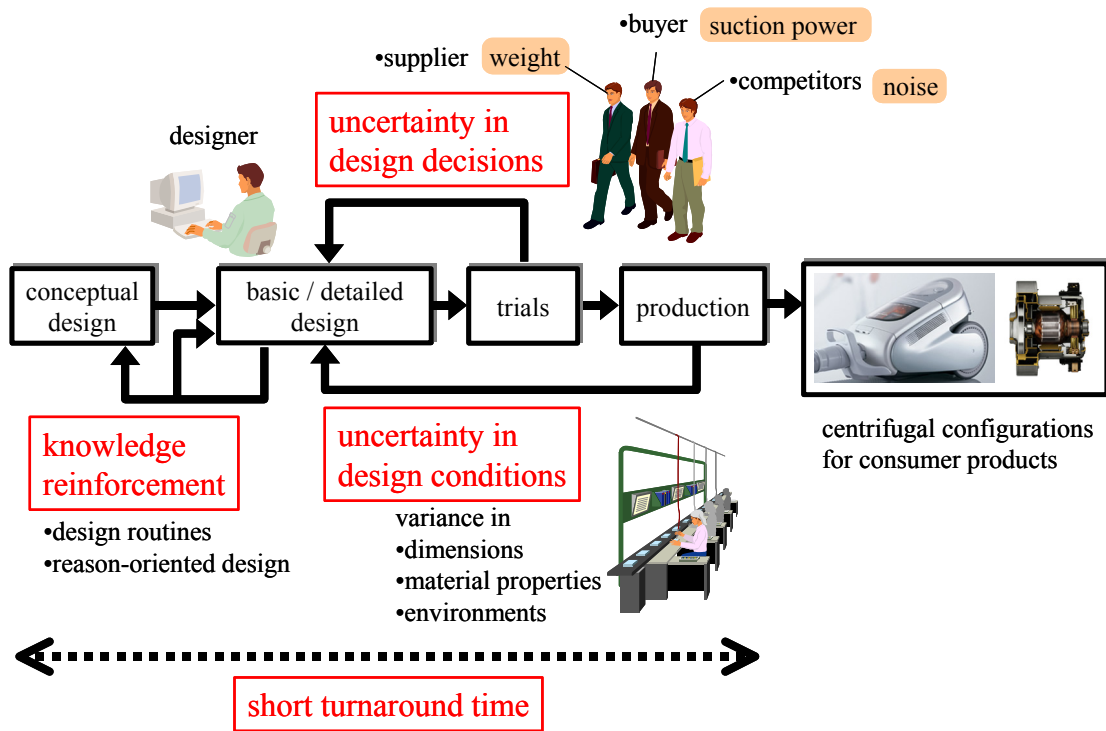 •buyer suction power
•supplier weight
•competitors noise
designer
uncertainty in
design decisions
conceptual
design
basic / detailed
design
trials
production
knowledge
reinforcement
•design routines
•reason-oriented design
uncertainty in
design conditions
variance in
•dimensions
•material properties
•environments
centrifugal configurations
for consumer products
short turnaround time